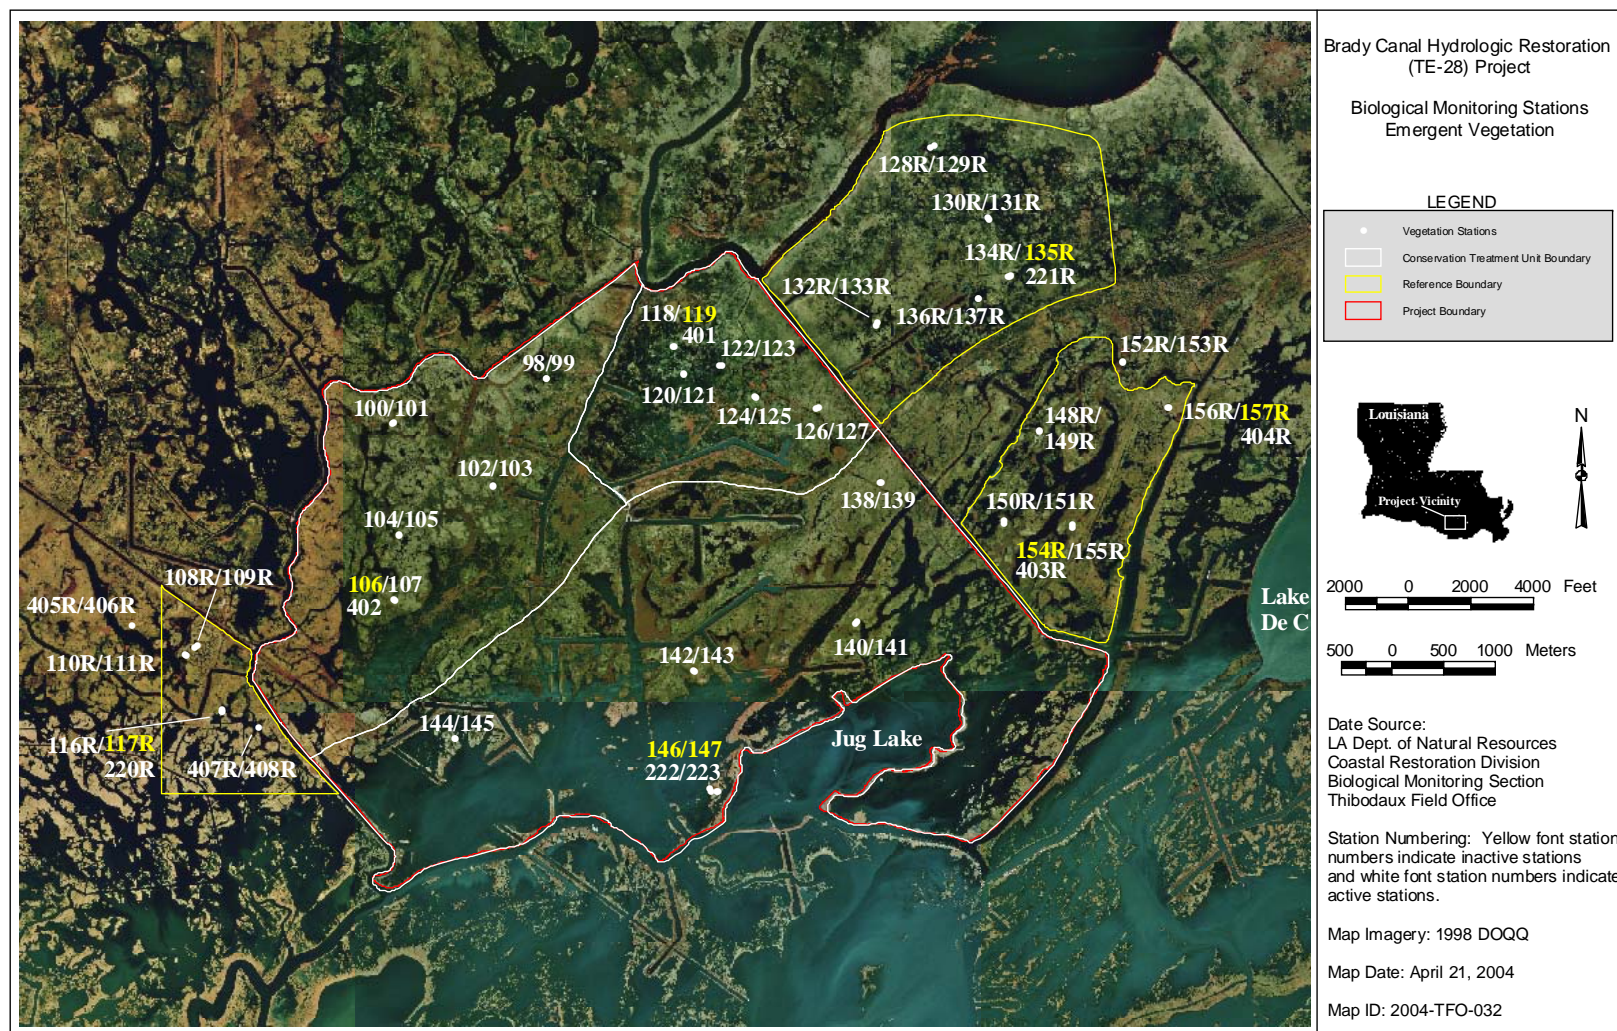 128R/129R
130R/131R
134R/135R
221R
132R/133R
136R/137R
118/119
401
122/123
98/99
120/121
124/125
126/127
100/101
152R/153R
148R/
149R
156R/157R
404R
102/103
138/139
150R/151R
104/105
154R/155R
403R
108R/109R
106/107
402
405R/406R
110R/111R
140/141
142/143
Lake
De C
116R/117R
220R
407R/408R
144/145
146/147
222/223
Jug Lake
Brady Canal Hydrologic Restoration
(TE-28) Project
Biological Monitoring Stations
Emergent Vegetation
LEGEND
Vegetation Stations
Conservation Treatment Unit Boundary
Reference Boundary
Project Boundary
Louisiana
Project Vicinity
N
2000 0 2000 4000 Feet
500 0 500 1000 Meters
Date Source:
LA Dept. of Natural Resources
Coastal Restoration Division
Biological Monitoring Section
Thibodaux Field Office
Station Numbering: Yellow font station
numbers indicate inactive stations
and white font station numbers indicate
active stations.
Map Imagery: 1998 DOQQ
Map Date: April 21, 2004
Map ID: 2004-TFO-032